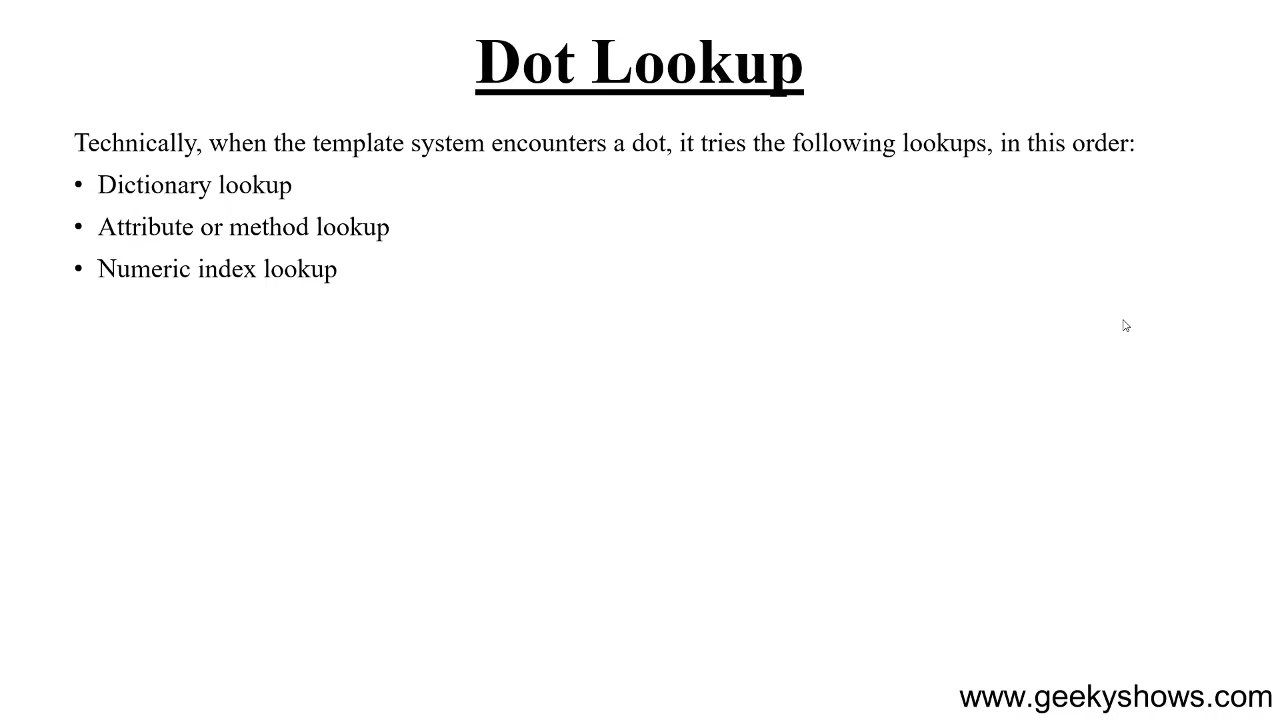 Dot Lookup
Technically, when the template system encounters a dot, it tries the following lookups, in this order:
• Dictionary lookup
• Attribute or method lookup
• Numeric index lookup
www.geekyshows.com